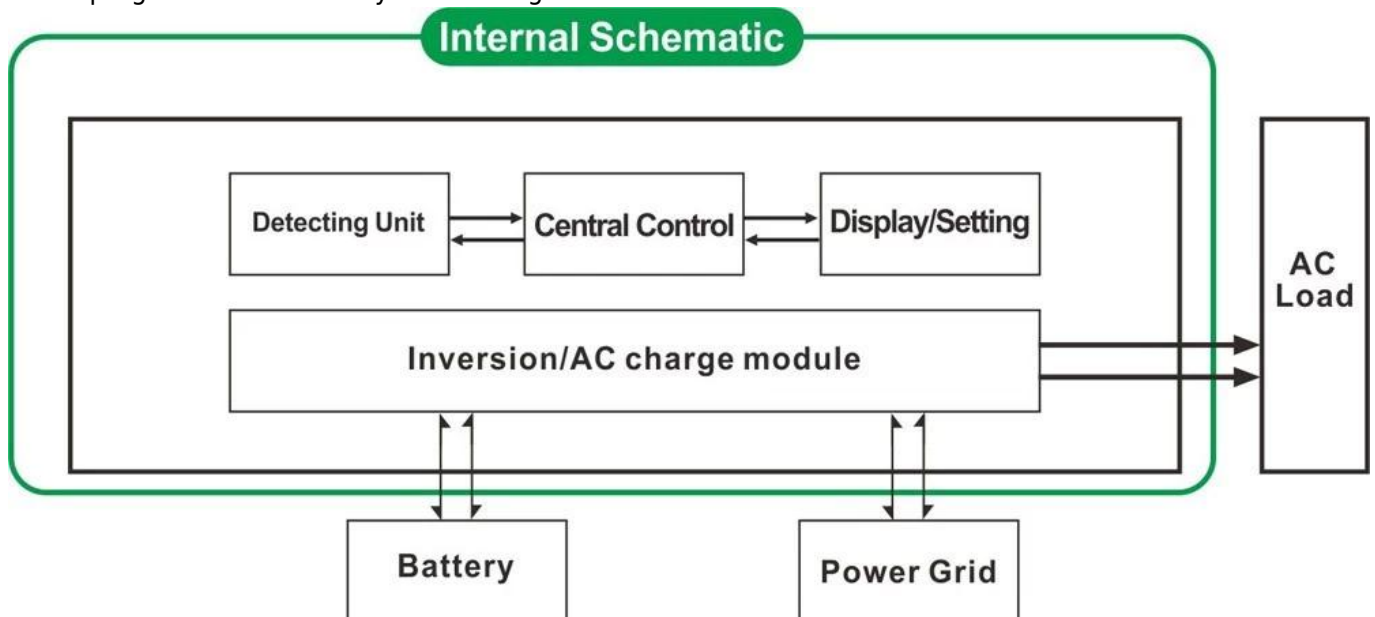 Internal Schematic
Detecting Unit
Central Control
Display/Setting
AC
Load
Inversion/AC charge module
Battery
Power Grid